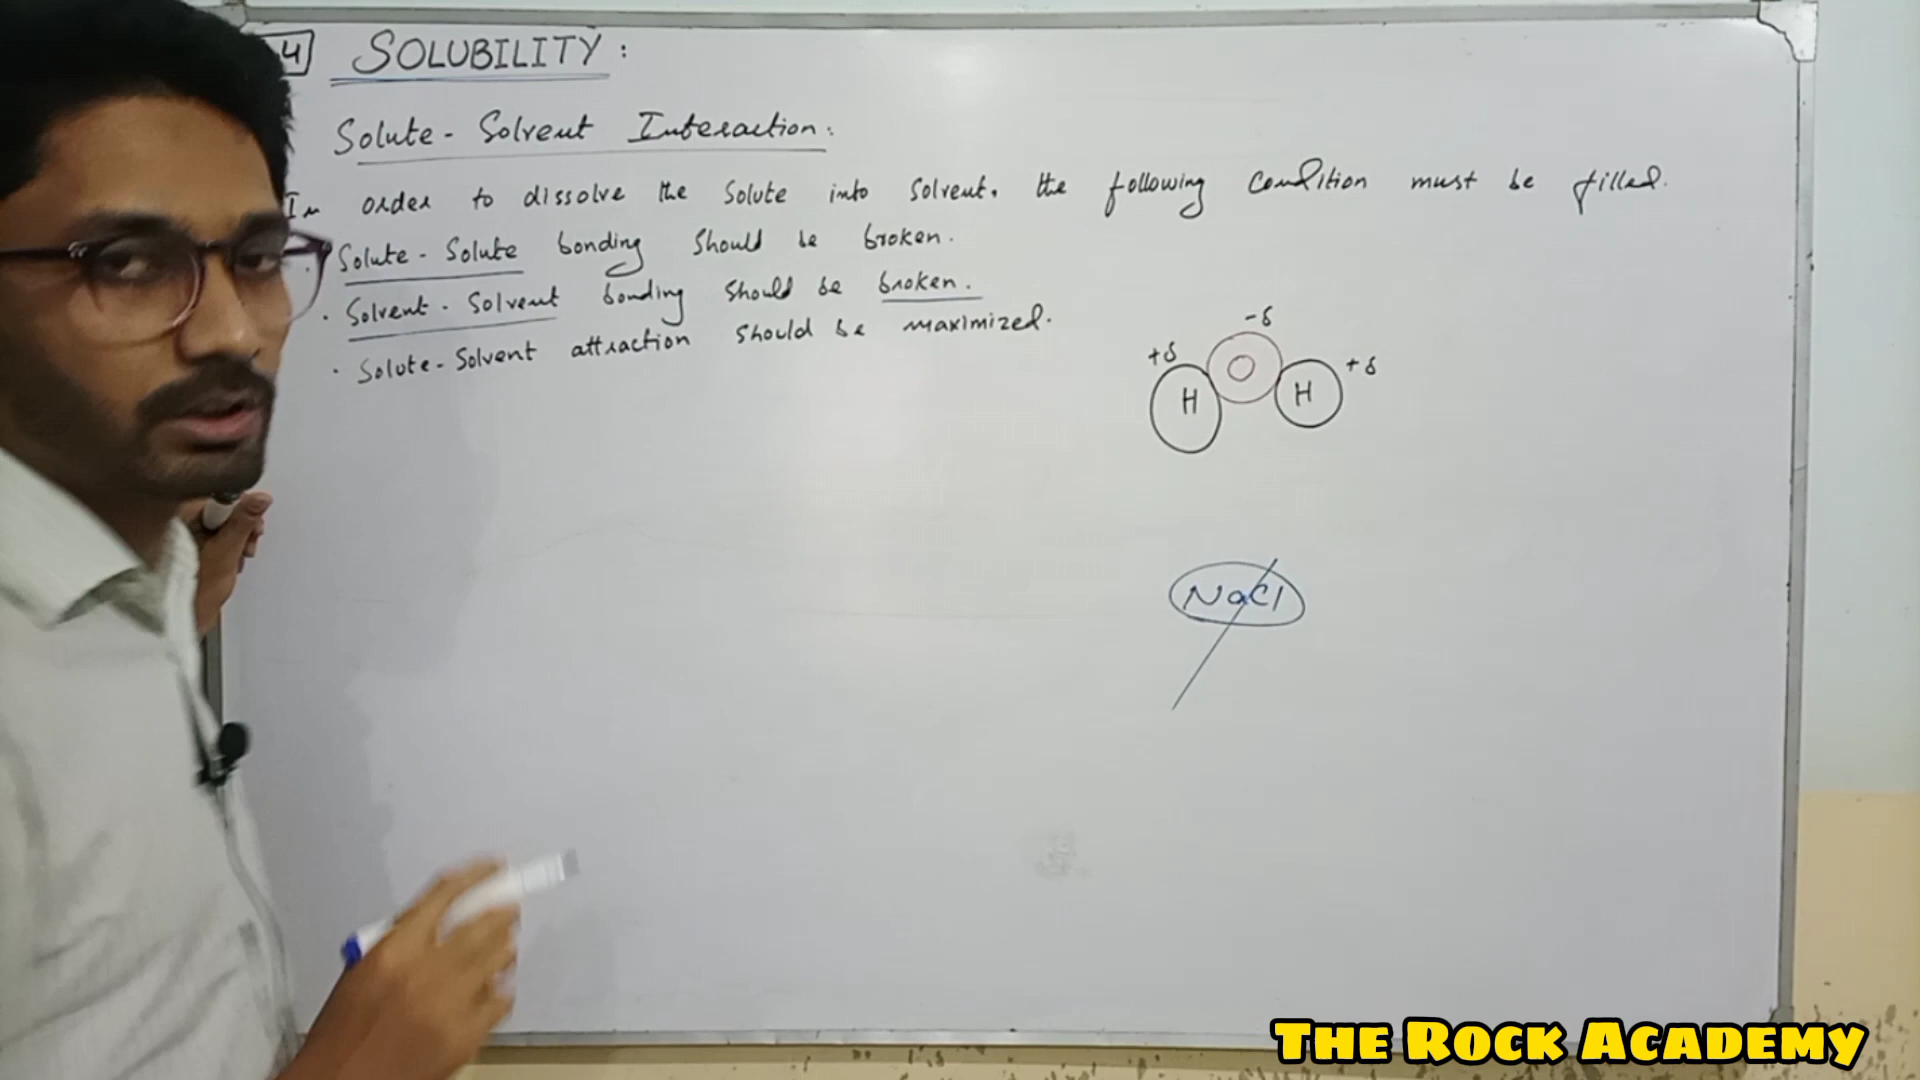 4 SOLUBILITY :
Solute - Solvent Interaction :
In order to dissolve the Solute into Solvent. the following Condition must be filled.
· Solute - Solute bonding Should be broken.
· Solvent - Solvent bonding Should be broken.
· Solute - Solvent attraction Should be maximized.
-δ
+δ
+δ
O
H
H
NaCl
THE ROCK ACADEMY